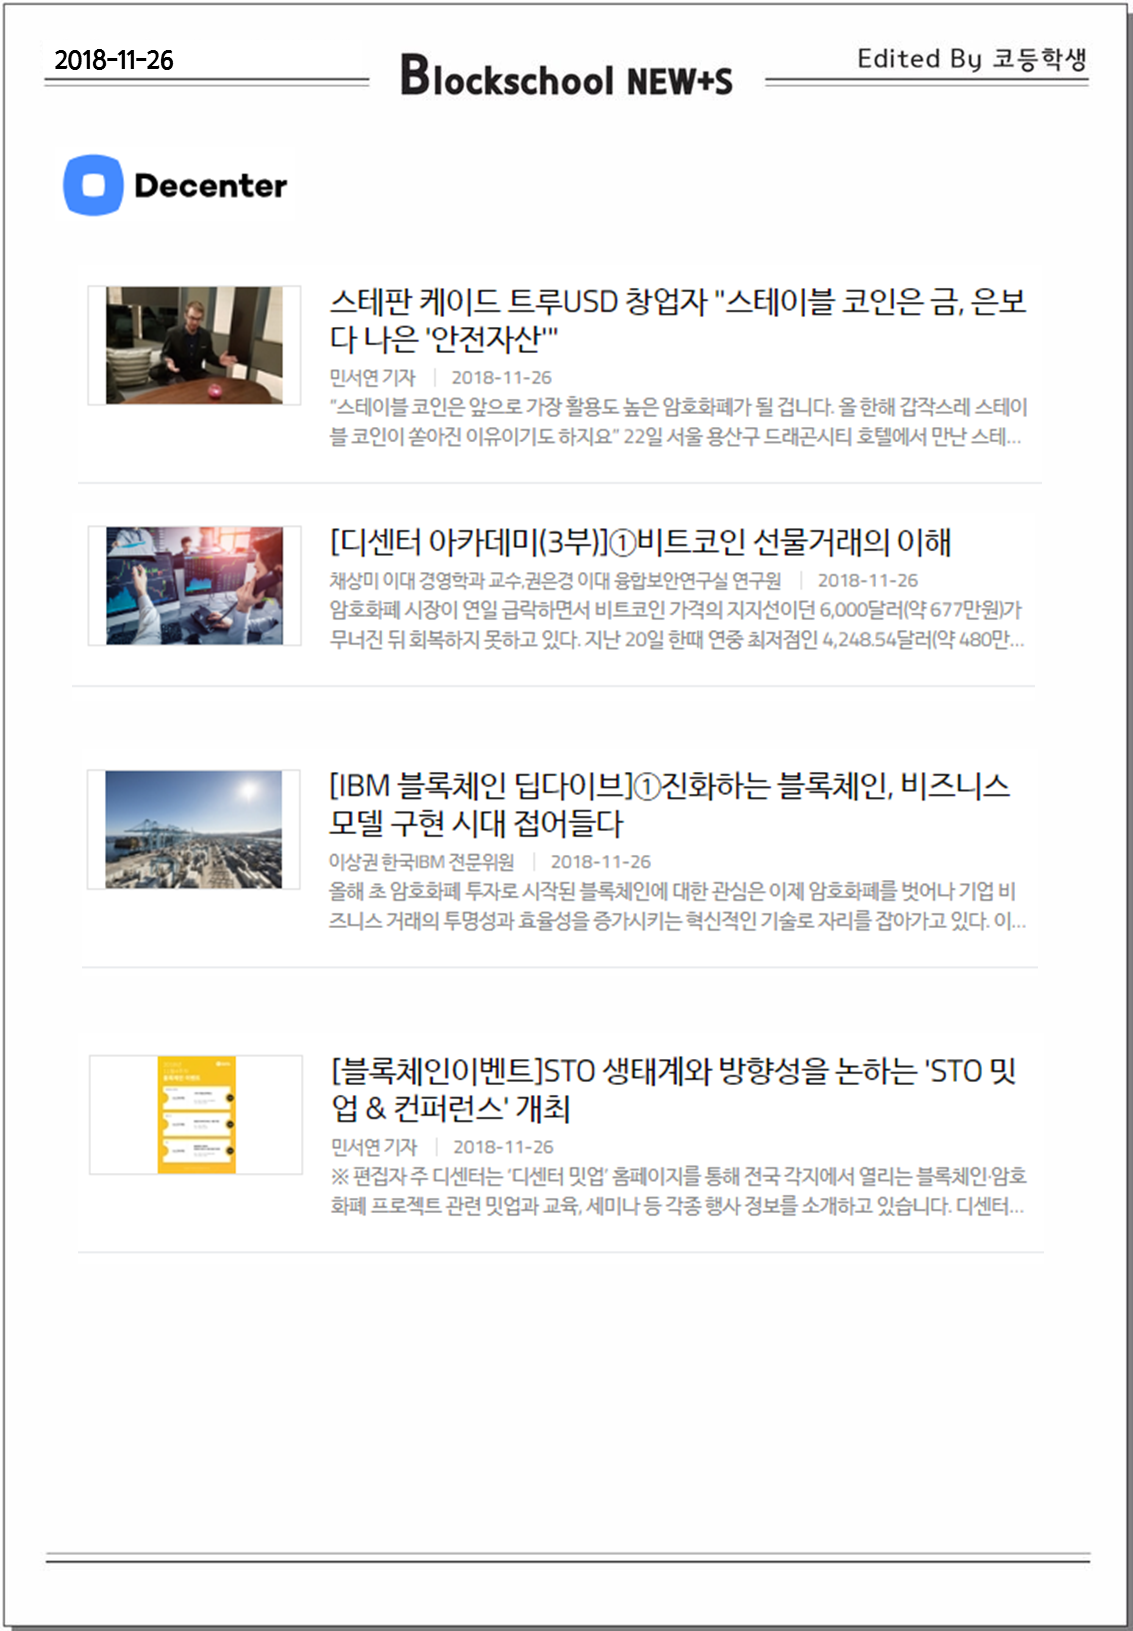 2018-11-26
Blockschool NEW+S
Edited By 코등학생
Decenter
스테판 케이드 트루USD 창업자 "스테이블 코인은 금, 은보
다 나은 '안전자산'"
민서연 기자 | 2018-11-26
“스테이블 코인은 앞으로 가장 활용도 높은 암호화폐가 될 겁니다. 올 한해 갑작스레 스테이
블 코인이 쏟아진 이유이기도 하지요” 22일 서울 용산구 드래곤시티 호텔에서 만난 스테...
[디센터 아카데미(3부)]①비트코인 선물거래의 이해
채상미 이대 경영학과 교수,권은경 이대 융합보안연구실 연구원 | 2018-11-26
암호화폐 시장이 연일 급락하면서 비트코인 가격의 지지선이던 6,000달러(약 677만원)가
무너진 뒤 회복하지 못하고 있다. 지난 20일 한때 연중 최저점인 4,248.54달러(약 480만...
[IBM 블록체인 딥다이브]①진화하는 블록체인, 비즈니스
모델 구현 시대 접어들다
이상권 한국IBM 전문위원 | 2018-11-26
올해 초 암호화폐 투자로 시작된 블록체인에 대한 관심은 이제 암호화폐를 벗어나 기업 비
즈니스 거래의 투명성과 효율성을 증가시키는 혁신적인 기술로 자리를 잡아가고 있다. 이...
[블록체인이벤트]STO 생태계와 방향성을 논하는 'STO 밋
업 & 컨퍼런스' 개최
민서연 기자 | 2018-11-26
※ 편집자 주 디센터는 ‘디센터 밋업’ 홈페이지를 통해 전국 각지에서 열리는 블록체인·암호
화폐 프로젝트 관련 밋업과 교육, 세미나 등 각종 행사 정보를 소개하고 있습니다. 디센터...